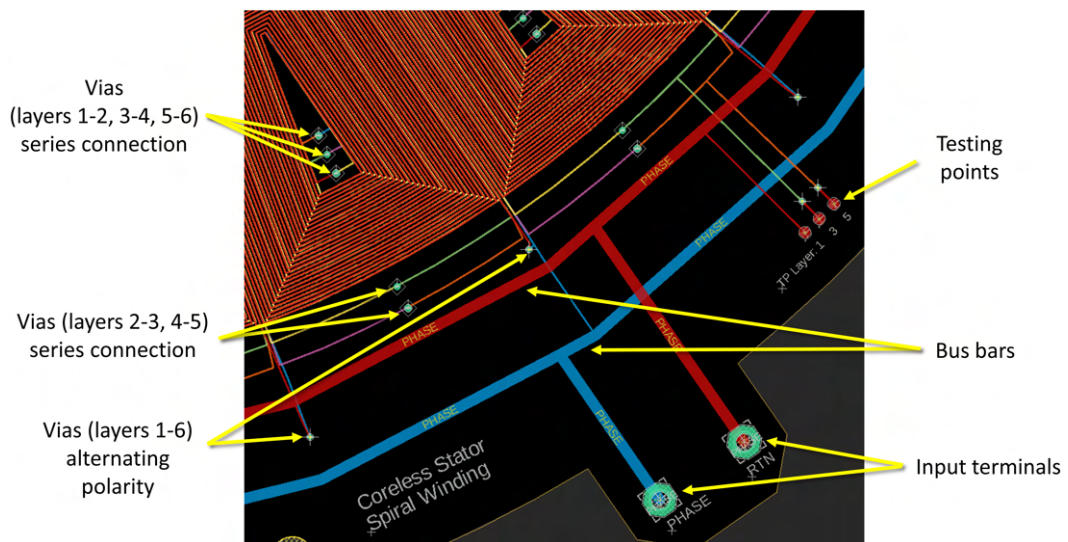 Vias
(layers 1-2, 3-4, 5-6)
series connection
Vias (layers 2-3, 4-5)
series connection
Vias (layers 1-6)
alternating
polarity
Testing
points
Bus bars
Input terminals
PHASE
PHASE
PHASE
PHASE
PHASE
PHASE
TP Layer: 1 3 5
Coreless Stator
Spiral Winding
RTN
PHASE